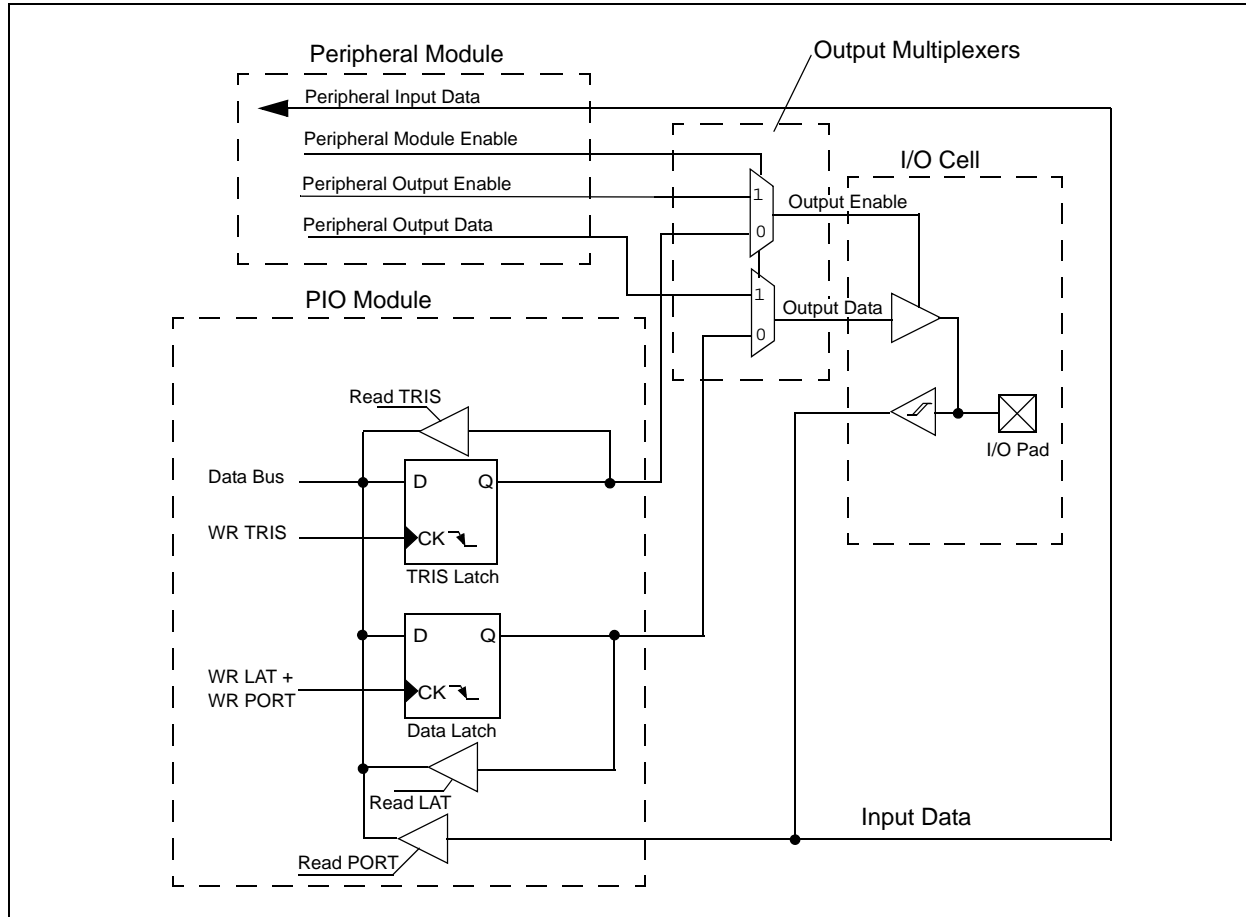 Peripheral Module
Output Multiplexers
Peripheral Input Data
Peripheral Module Enable
I/O Cell
Peripheral Output Enable
1
Output Enable
Peripheral Output Data
0
PIO Module
1
Output Data
0
Read TRIS
I/O Pad
Data Bus
D
Q
WR TRIS
CK
TRIS Latch
D
Q
WR LAT +
WR PORT
CK
Data Latch
Read LAT
Input Data
Read PORT